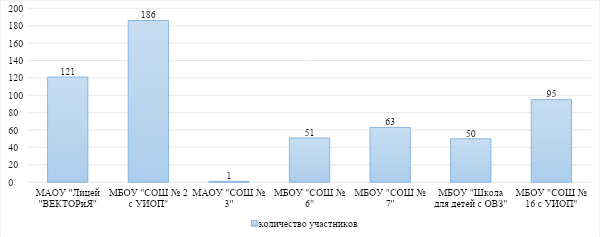 200
180
160
140
120
100
80
60
40
20
0
121
186
1
51
63
50
95
МАОУ "Лицей
"ВЕКТОРиЯ"
МБОУ "СОШ № 2
с УИОП"
МАОУ "СОШ №
3"
МБОУ "СОШ №
6"
МБОУ "СОШ №
7"
МБОУ "Школа
для детей с ОВЗ"
МБОУ "СОШ №
16 с УИОП"
количество участников